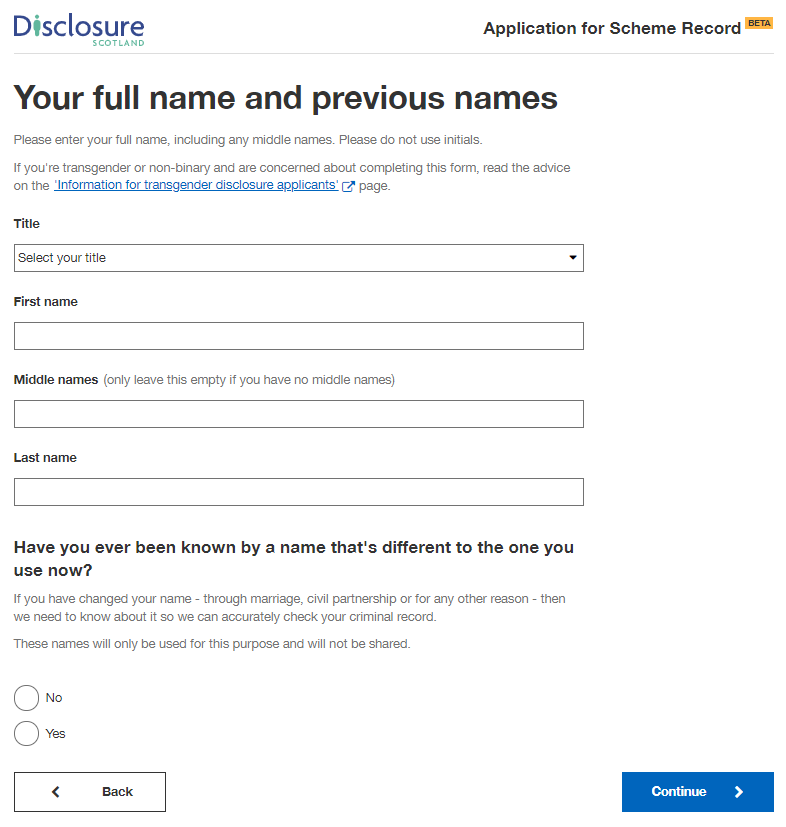 Disclosure
SCOTLAND
Application for Scheme Record BETA
Your full name and previous names
Please enter your full name, including any middle names. Please do not use initials.
If you're transgender or non-binary and are concerned about completing this form, read the advice
on the 'Information for transgender disclosure applicants' page.
Title
Select your title
First name
Middle names (only leave this empty if you have no middle names)
Last name
Have you ever been known by a name that's different to the one you
use now?
If you have changed your name - through marriage, civil partnership or for any other reason - then
we need to know about it so we can accurately check your criminal record.
These names will only be used for this purpose and will not be shared.
No
Yes
Back
Continue